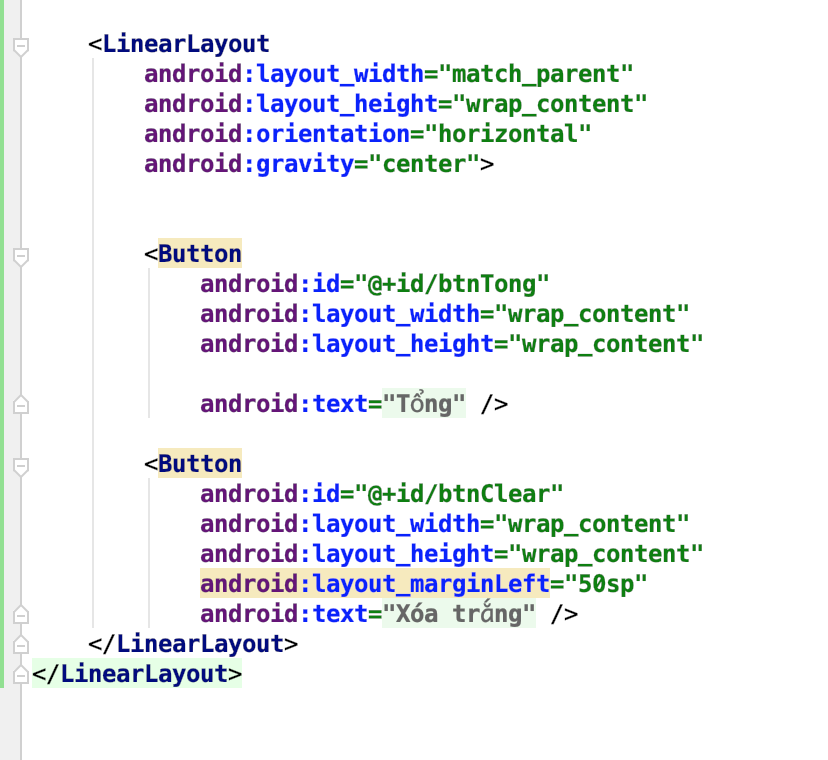 <LinearLayout
android:layout_width="match_parent"
android:layout_height="wrap_content"
android:orientation="horizontal"
android:gravity="center">
<Button
android:id="@+id/btnTong"
android:layout_width="wrap_content"
android:layout_height="wrap_content"
android:text="Tổng" />
<Button
android:id="@+id/btnClear"
android:layout_width="wrap_content"
android:layout_height="wrap_content"
android:layout_marginLeft="50sp"
android:text="Xóa trắng" />
</LinearLayout>
</LinearLayout>